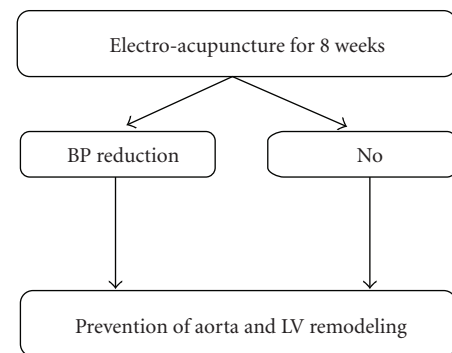 Electro-acupuncture for 8 weeks
BP reduction
No
Prevention of aorta and LV remodeling